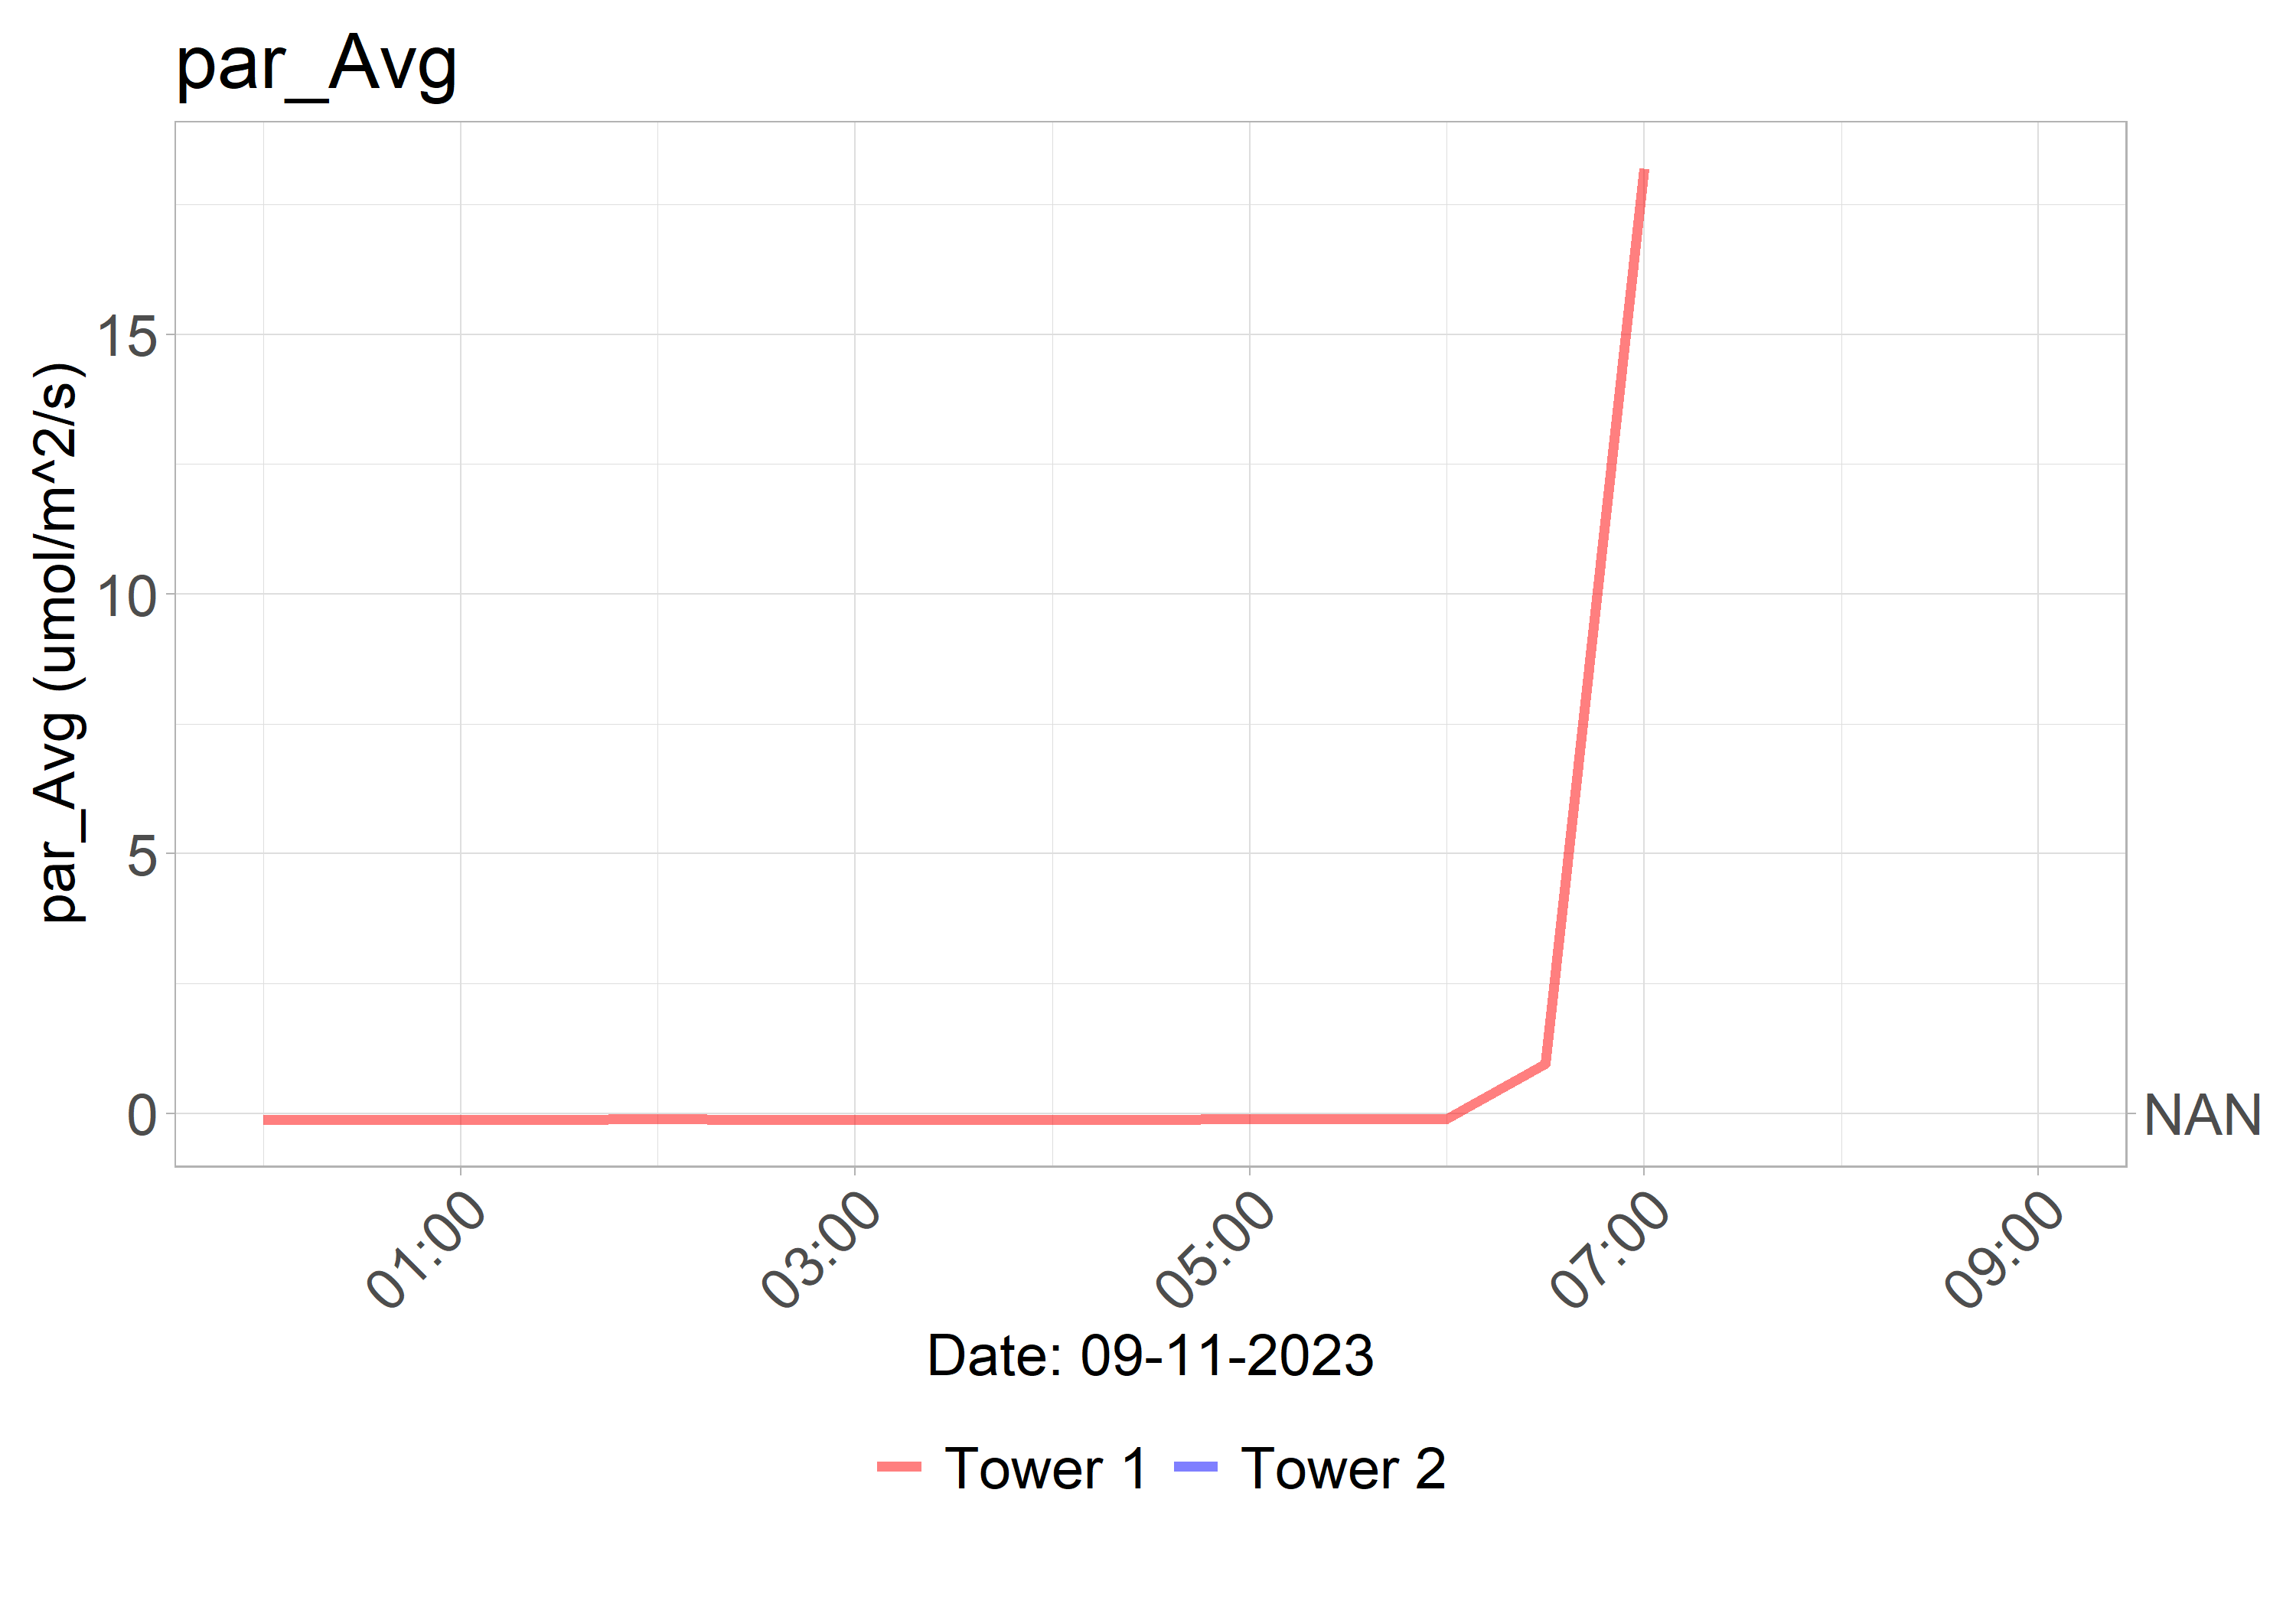 par_Avg
par_Avg (umol/m^2/s)
15
10
5
0
NAN
01:00
03:00
05:00
07:00
09:00
Date: 09-11-2023
Tower 1
Tower 2